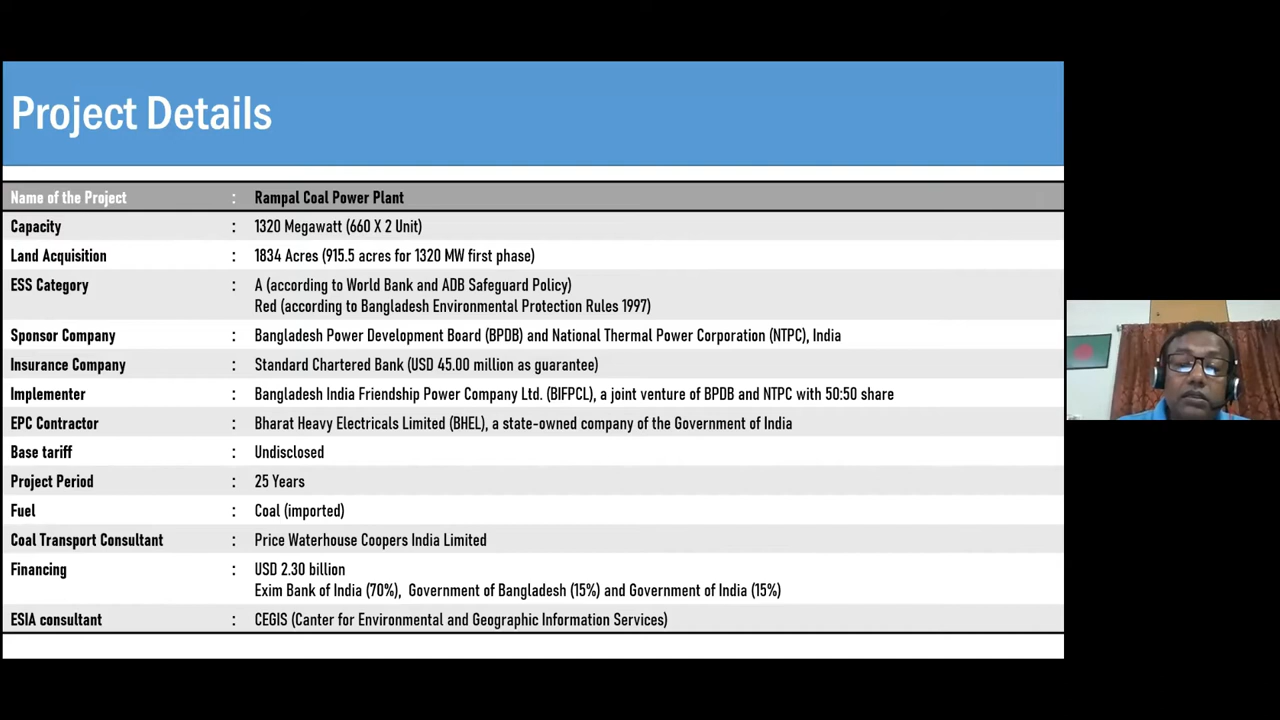 Project Details
Name of the Project : Rampal Coal Power Plant
Capacity : 1320 Megawatt (660 X 2 Unit)
Land Acquisition : 1834 Acres (915.5 acres for 1320 MW first phase)
ESS Category : A (according to World Bank and ADB Safeguard Policy)
Red (according to Bangladesh Environmental Protection Rules 1997)
Sponsor Company : Bangladesh Power Development Board (BPDB) and National Thermal Power Corporation (NTPC), India
Insurance Company : Standard Chartered Bank (USD 45.00 million as guarantee)
Implementer : Bangladesh India Friendship Power Company Ltd. (BIFPCL), a joint venture of BPDB and NTPC with 50:50 share
EPC Contractor : Bharat Heavy Electricals Limited (BHEL), a state-owned company of the Government of India
Base tariff : Undisclosed
Project Period : 25 Years
Fuel : Coal (imported)
Coal Transport Consultant : Price Waterhouse Coopers India Limited
Financing : USD 2.30 billion
Exim Bank of India (70%), Government of Bangladesh (15%) and Government of India (15%)
ESIA consultant : CEGIS (Canter for Environmental and Geographic Information Services)